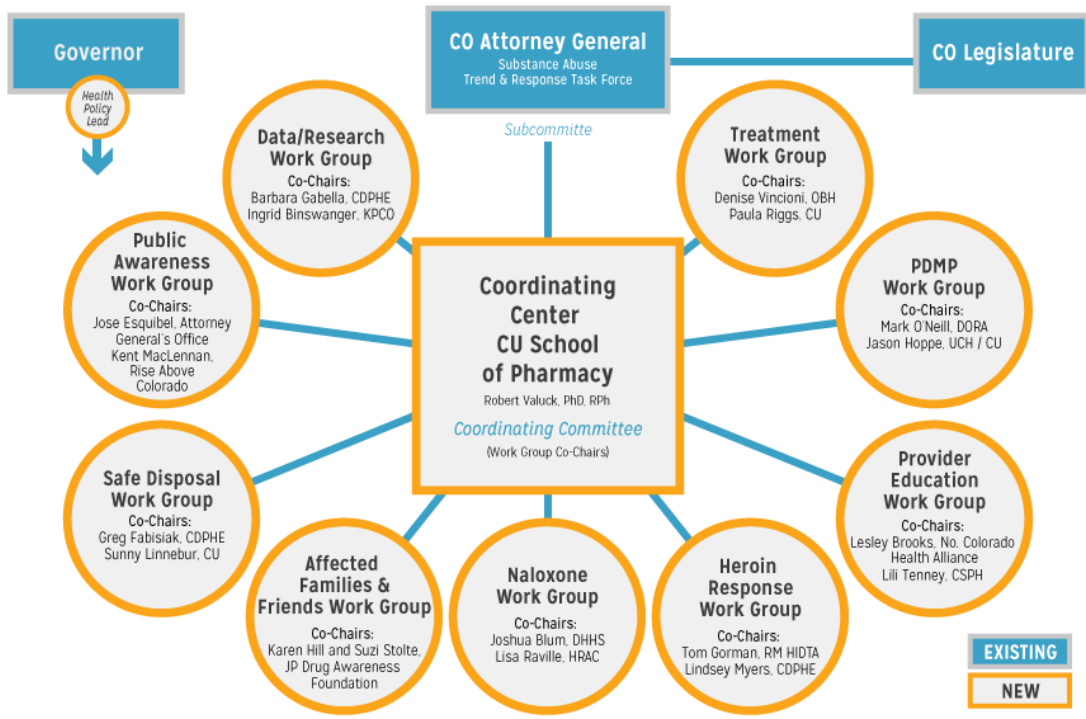 Governor
Health
Policy
Lead
CO Attorney General
Substance Abuse
Trend & Response Task Force
CO Legislature
Subcommitte
Data/Research
Work Group
Co-Chairs:
Barbara Gabella, CDPHE
Ingrid Binswanger, KPCO
Treatment
Work Group
Co-Chairs:
Denise Vincioni, OBH
Paula Riggs, CU
Public
Awareness
Work Group
Co-Chairs:
Jose Esquibel, Attorney
General's Office
Kent MacLennan,
Rise Above
Colorado
Coordinating
Center
CU School
of Pharmacy
Robert Valuck, PhD, RPh
Coordinating Committee
(Work Group Co-Chairs)
PDMP
Work Group
Co-Chairs:
Mark O'Neill, DORA
Jason Hoppe, UCH / CU
Safe Disposal
Work Group
Co-Chairs:
Greg Fabisiak, CDPHE
Sunny Linnebur, CU
Provider
Education
Work Group
Co-Chairs:
Lesley Brooks, No. Colorado
Health Alliance
Lili Tenney, CSPH
Affected
Families &
Friends Work Group
Co-Chairs:
Karen Hill and Suzi Stolte,
JP Drug Awareness
Foundation
Naloxone
Work Group
Co-Chairs:
Joshua Blum, DHHS
Lisa Raville, HRAC
Heroin
Response
Work Group
Co-Chairs:
Tom Gorman, RM HIDTA
Lindsey Myers, CDPHE
EXISTING
NEW